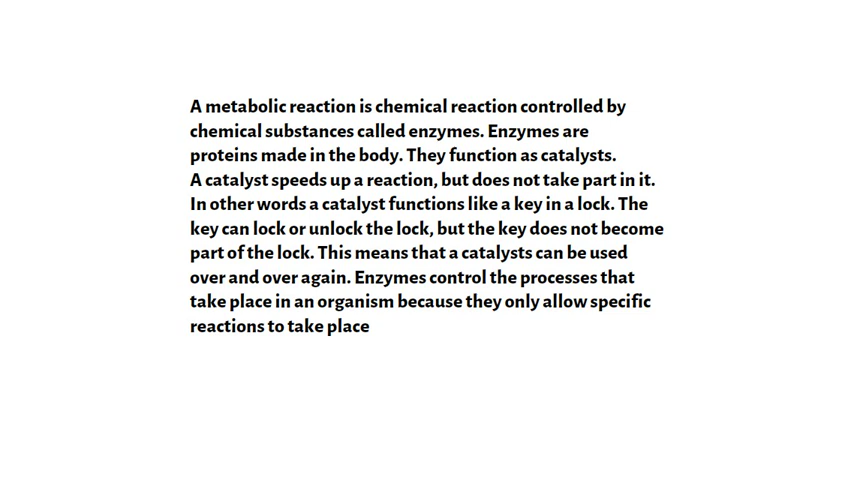 A metabolic reaction is chemical reaction controlled by
chemical substances called enzymes. Enzymes are
proteins made in the body. They function as catalysts.
A catalyst speeds up a reaction, but does not take part in it.
In other words a catalyst functions like a key in a lock. The
key can lock or unlock the lock, but the key does not become
part of the lock. This means that a catalysts can be used
over and over again. Enzymes control the processes that
take place in an organism because they only allow specific
reactions to take place